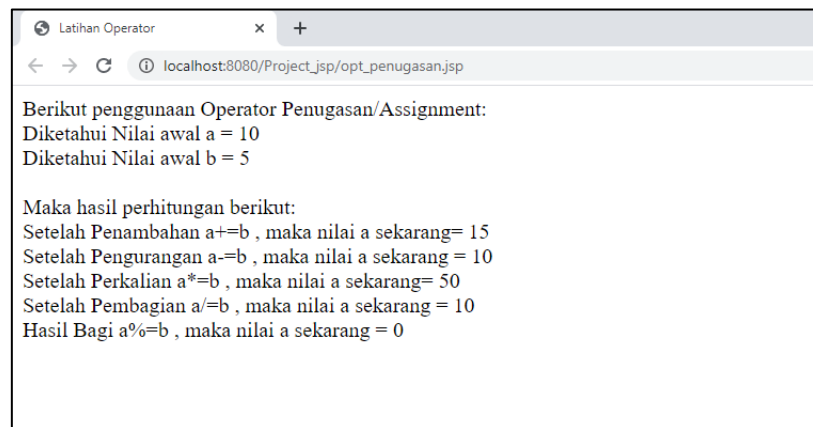 Latihan Operator
localhost:8080/Project_jsp/opt_penugasan.jsp
Berikut penggunaan Operator Penugasan/Assignment:
Diketahui Nilai awal a = 10
Diketahui Nilai awal b = 5
Maka hasil perhitungan berikut:
Setelah Penambahan a+=b , maka nilai a sekarang= 15
Setelah Pengurangan a-=b , maka nilai a sekarang = 10
Setelah Perkalian a*=b , maka nilai a sekarang= 50
Setelah Pembagian a/=b , maka nilai a sekarang = 10
Hasil Bagi a%=b , maka nilai a sekarang = 0